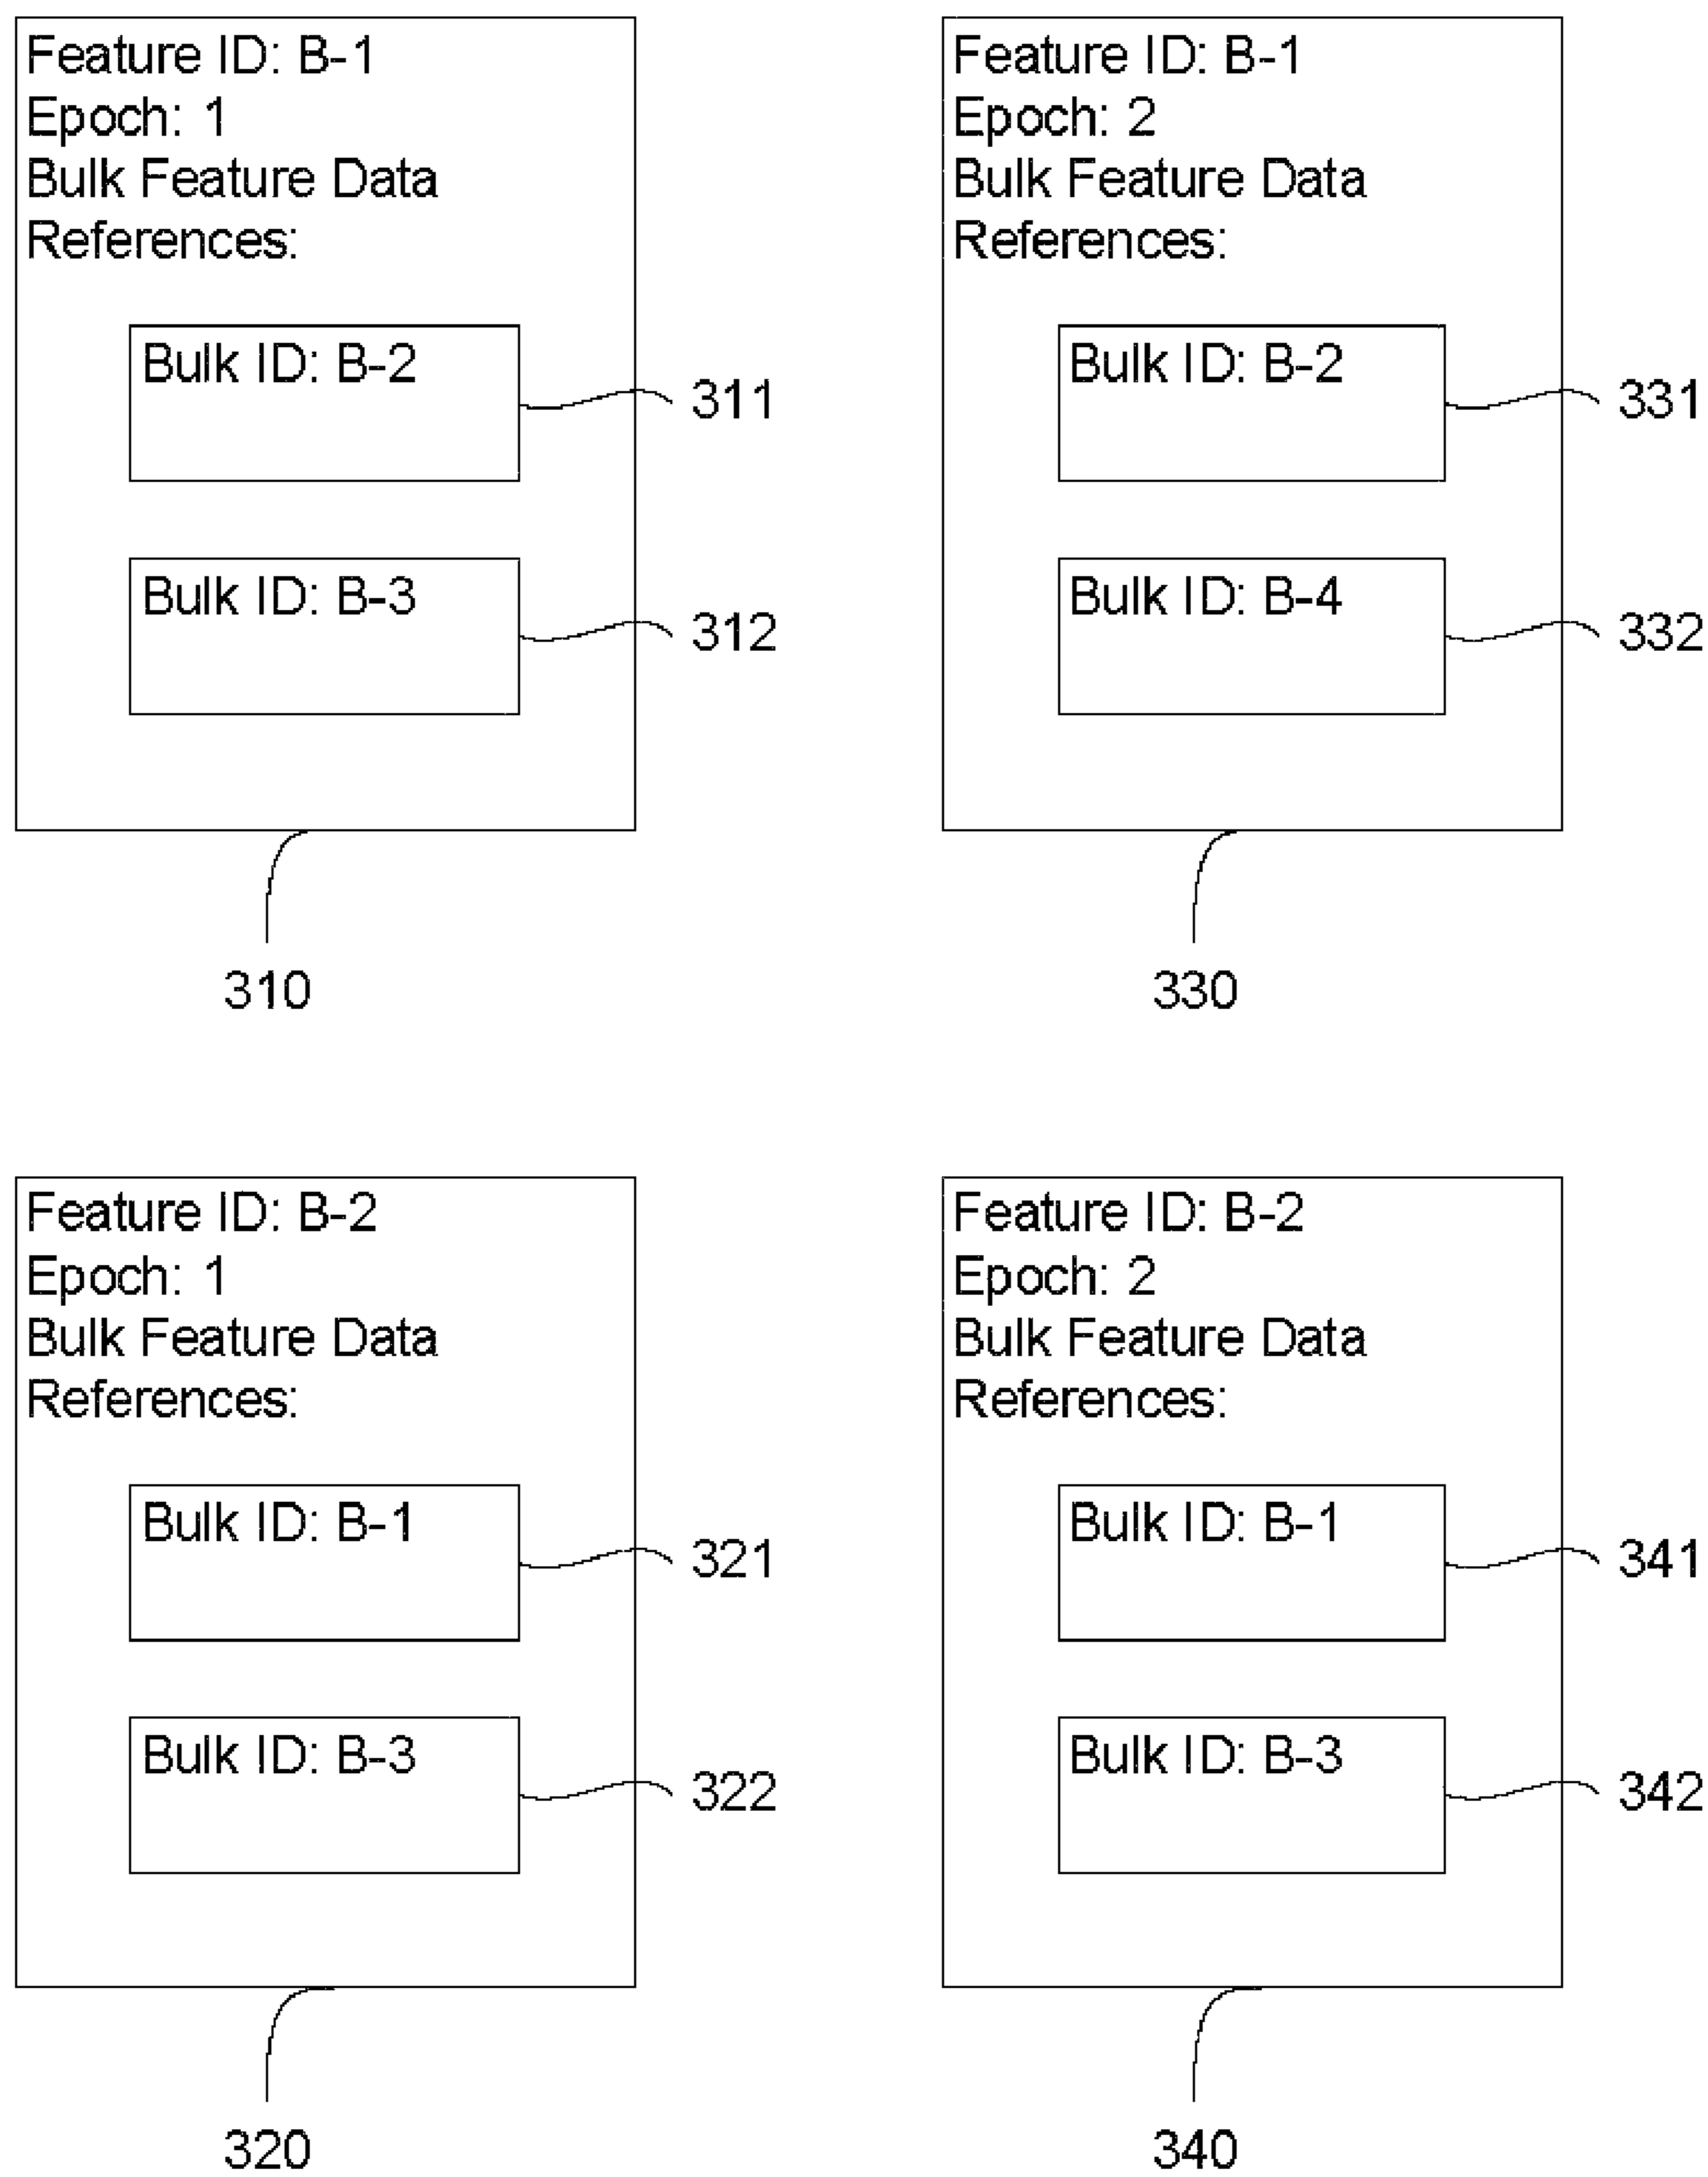 Feature ID: B-1
Epoch: 1
Bulk Feature Data
References:
Bulk ID: B-2
311
Bulk ID: B-3
312
310
Feature ID: B-1
Epoch: 2
Bulk Feature Data
References:
Bulk ID: B-2
331
Bulk ID: B-4
332
330
Feature ID: B-2
Epoch: 1
Bulk Feature Data
References:
Bulk ID: B-1
321
Bulk ID: B-3
322
320
Feature ID: B-2
Epoch: 2
Bulk Feature Data
References:
Bulk ID: B-1
341
Bulk ID: B-3
342
340